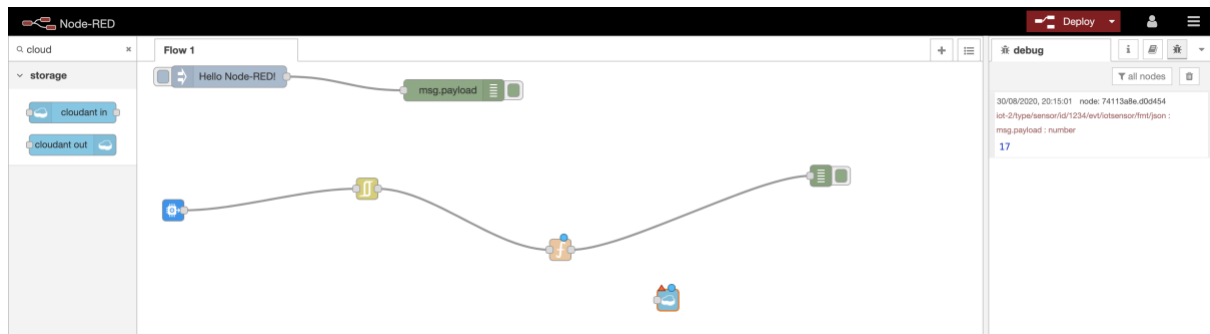 Node-RED
Deploy
cloud
Flow 1
debug
i
storage
Hello Node-RED!
msg.payload
all nodes
cloudant in
cloudant out
30/08/2020, 20:15:01 node: 74113a8e.d0d454
iot-2/type/sensor/id/1234/evt/iotsensor/fmt/json :
msg.payload : number
17
f